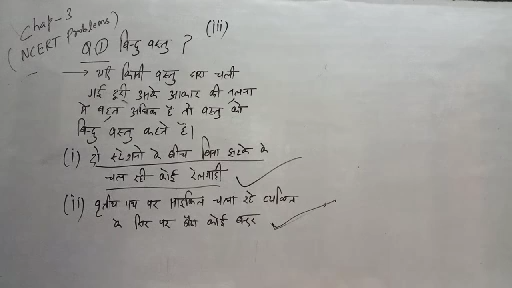 Chap-3
(NCERT Problems)
(iii)
Q.① बिन्दु वस्तु ?
→ यदि किसी वस्तु द्वारा चली
गई दूरी उसके आकार की तुलना
में बहुत अधिक है तो वस्तु को
बिन्दु वस्तु कहते हैं।
(i) दो स्टेशनों के बीच बिना झटके के
चल रही कोई रेलगाड़ी
(ii) वृतीय पथ पर साइकिल चला रहे व्यक्ति
के सिर पर बैठा कोई बन्दर